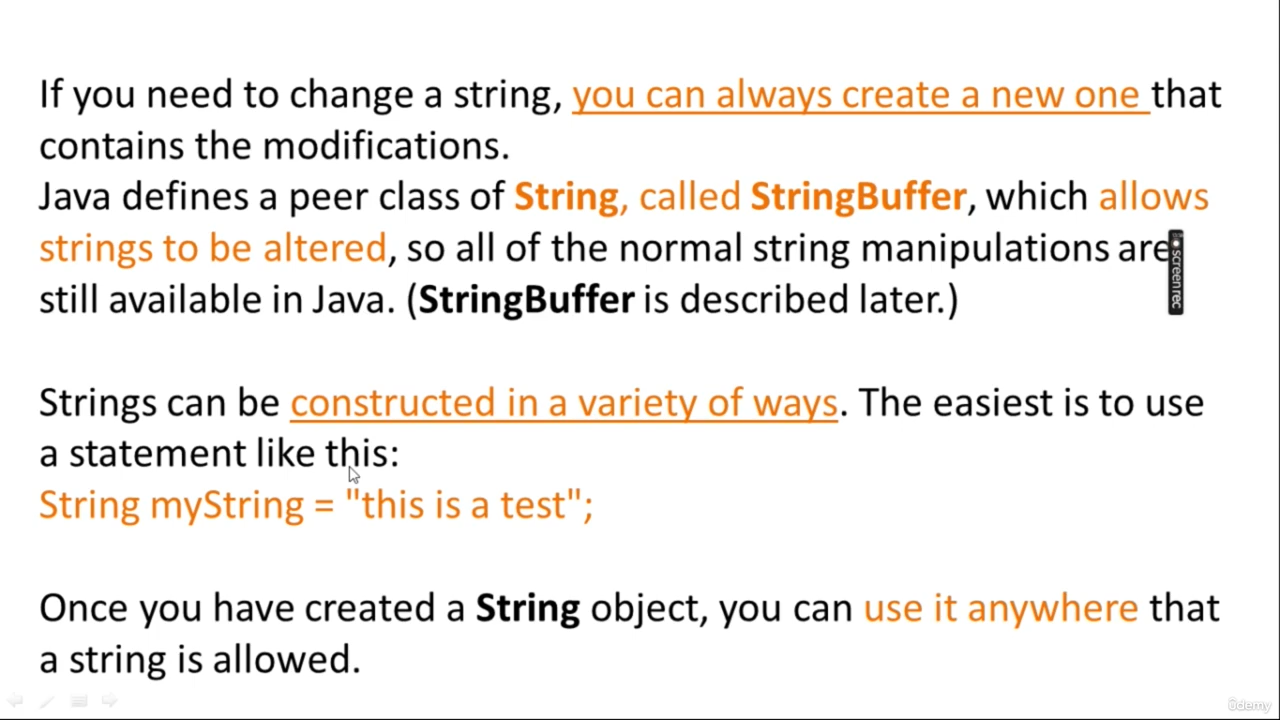 If you need to change a string, you can always create a new one that
contains the modifications.
Java defines a peer class of String, called StringBuffer, which allows
strings to be altered, so all of the normal string manipulations are
still available in Java. (StringBuffer is described later.)
screenrec
Strings can be constructed in a variety of ways. The easiest is to use
a statement like this:
String myString = "this is a test";
Once you have created a String object, you can use it anywhere that
a string is allowed.
ûdemy